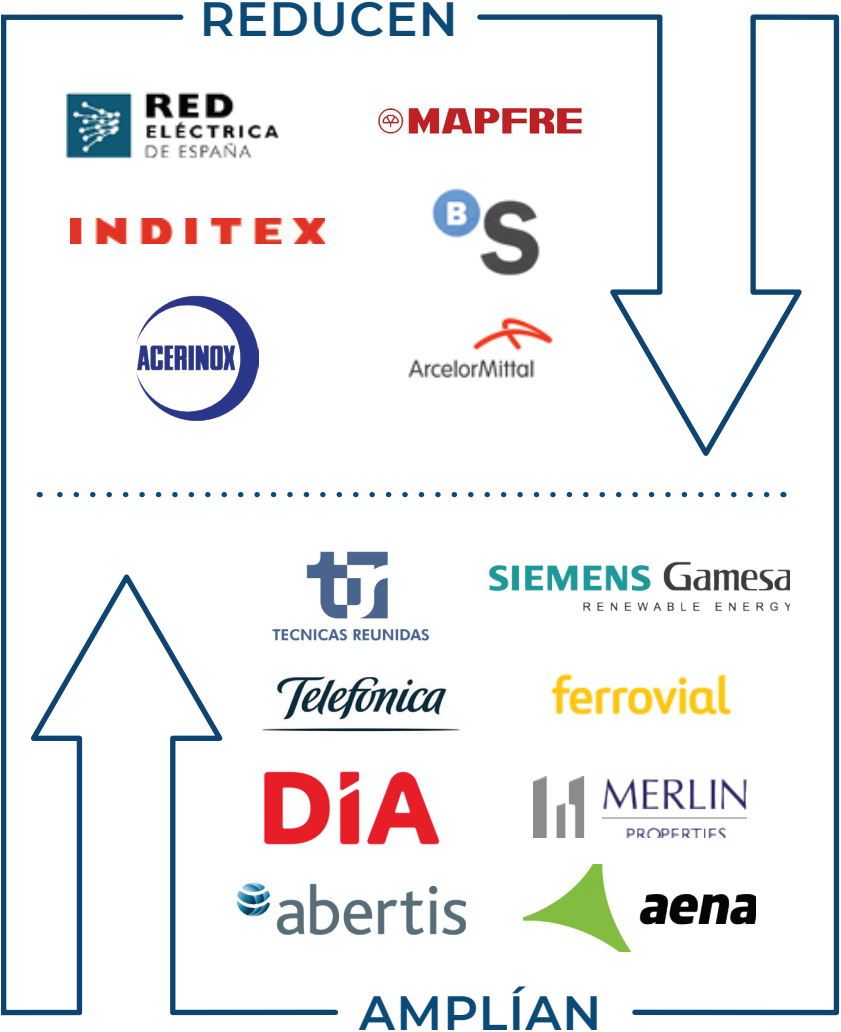 REDUCEN
RED
ELÉCTRICA
DE ESPAÑA
MAPFRE
INDITEX
B
S
ACERINOX
ArcelorMittal
tr
TECNICAS REUNIDAS
SIEMENS Gamesa
RENEWABLE ENERGY
Telefónica
ferrovial
DIA
MERLIN
PROPERTIES
abertis
aena
AMPLÍAN